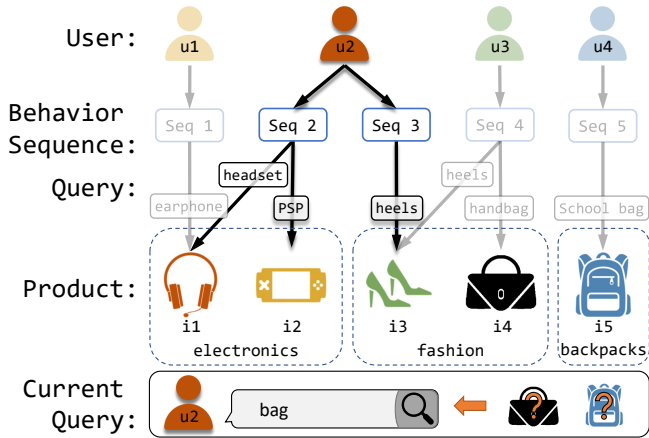 User:
u1
u2
u3
u4
Behavior
Sequence:
Seq 1
Seq 2
Seq 3
Seq 4
Seq 5
Query:
headset
heels
earphone
PSP
heels
handbag
School bag
Product:
i1
i2
i3
i4
i5
electronics
fashion
backpacks
Current
Query:
u2
bag
?
?